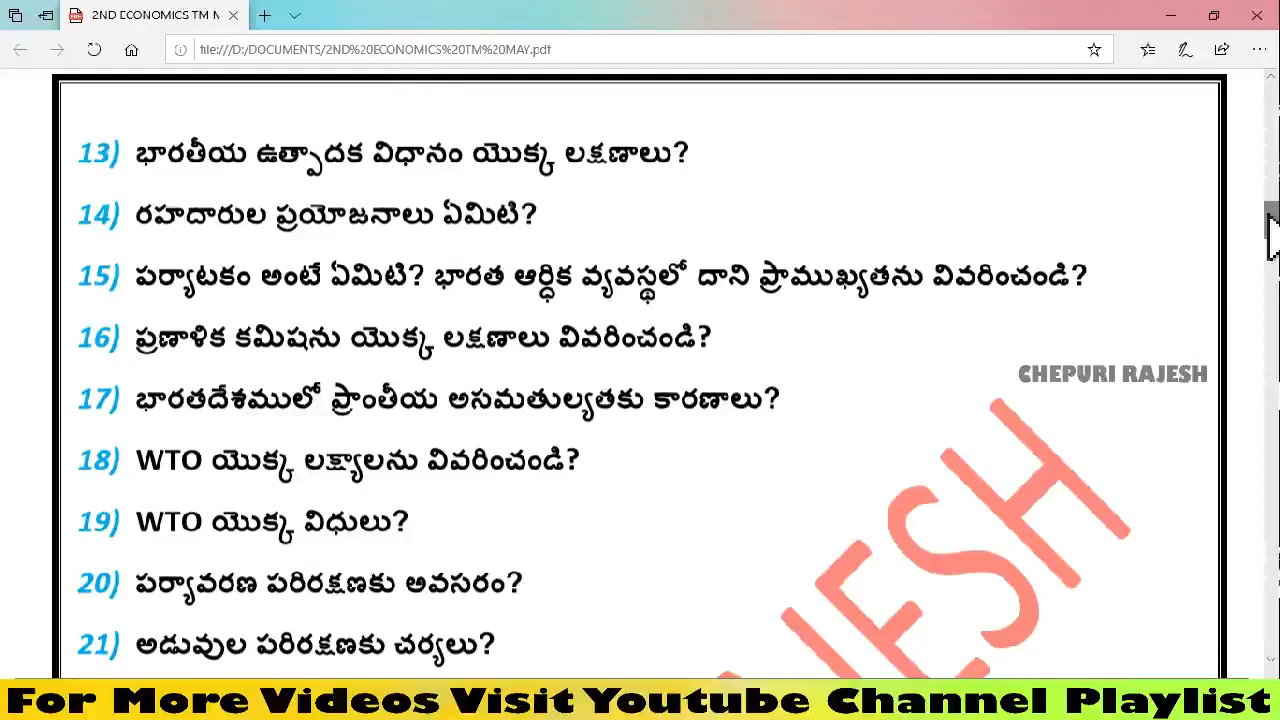 2ND ECONOMICS TM M
file:///D:/DOCUMENTS/2ND%20ECONOMICS%20TM%20MAY.pdf
13) భారతీయ ఉత్పాదక విధానం యొక్క లక్షణాలు?
14) రహదారుల ప్రయోజనాలు ఏమిటి?
15) పర్యాటకం అంటే ఏమిటి? భారత ఆర్ధిక వ్యవస్థలో దాని ప్రాముఖ్యతను వివరించండి?
16) ప్రణాళిక కమిషను యొక్క లక్షణాలు వివరించండి?
CHEPURI RAJESH
17) భారతదేశములో ప్రాంతీయ అసమతుల్యతకు కారణాలు?
18) WTO యొక్క లక్ష్యాలను వివరించండి?
19) WTO యొక్క విధులు?
20) పర్యావరణ పరిరక్షణకు అవసరం?
21) అడువుల పరిరక్షణకు చర్యలు?
JESH
For More Videos Visit Youtube Channel Playlist